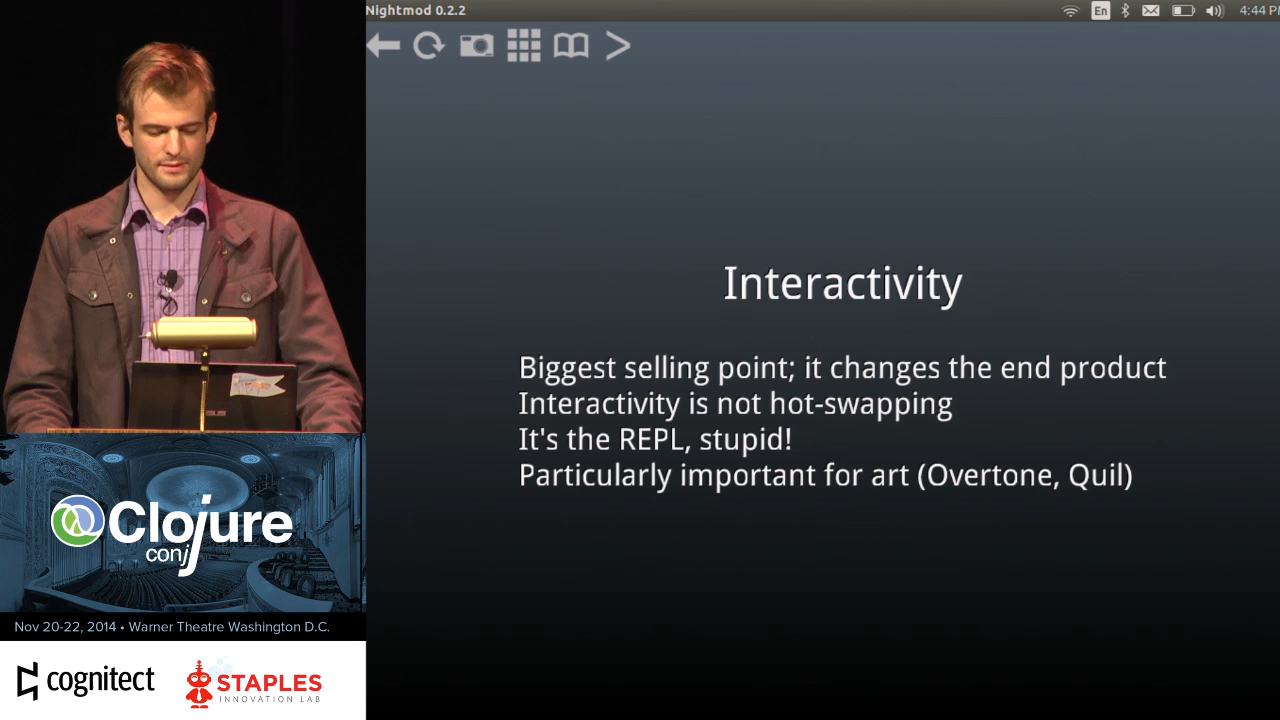 Nightmod 0.2.2
En
4:44 P
Interactivity
Biggest selling point; it changes the end product
Interactivity is not hot-swapping
It's the REPL, stupid!
Particularly important for art (Overtone, Quil)
Clojure
conj
Nov 20-22, 2014 • Warner Theatre Washington D.C.
cognitect
STAPLES
INNOVATION LAB